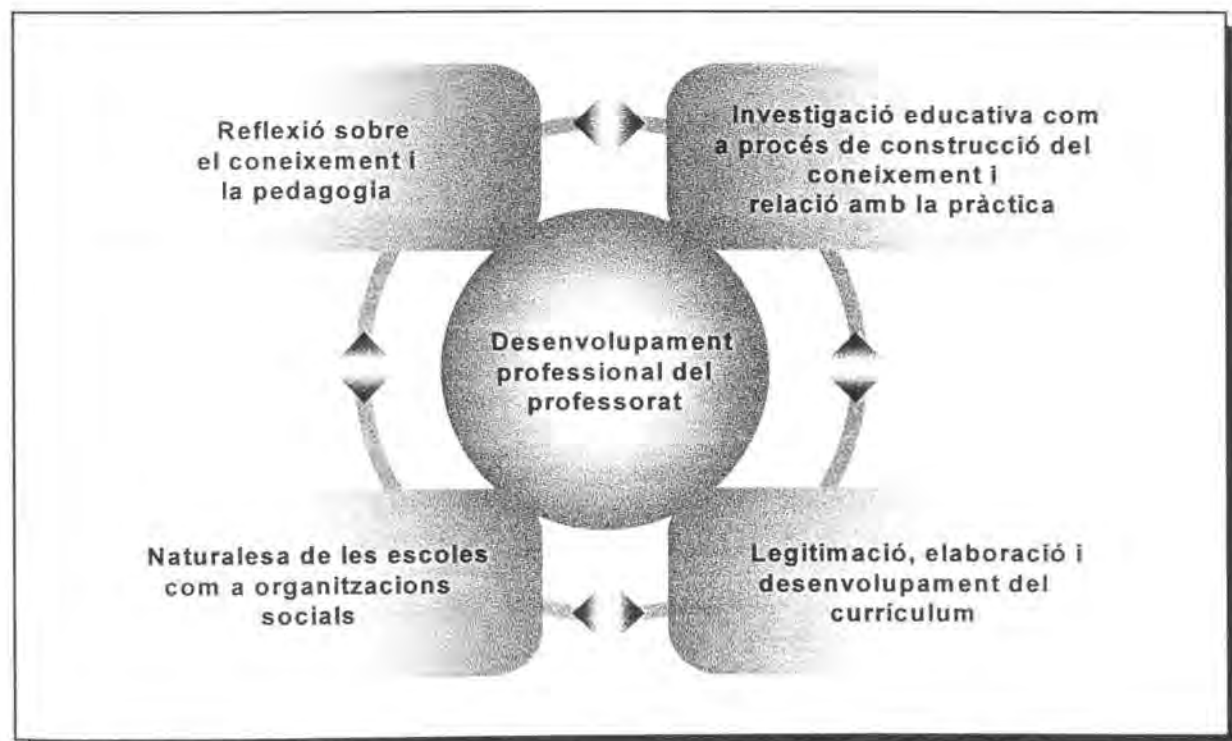 Reflexió sobre
el coneixement i
la pedagogia
Investigació educativa com
a procés de construcció del
coneixement i
relació amb la pràctica
Desenvolupament
professional del
professorat
Naturalesa de les escoles
com a organitzacions
socials
Legitimació, elaboració i
desenvolupament del
currículum